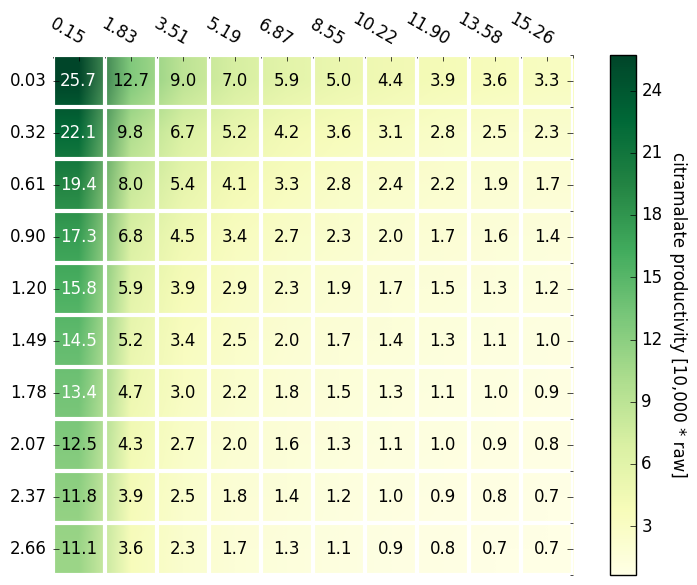 0.15 1.83 3.51 5.19 6.87 8.55 10.22 11.90 13.58 15.26
0.03 25.7 12.7 9.0 7.0 5.9 5.0 4.4 3.9 3.6 3.3
0.32 22.1 9.8 6.7 5.2 4.2 3.6 3.1 2.8 2.5 2.3
0.61 19.4 8.0 5.4 4.1 3.3 2.8 2.4 2.2 1.9 1.7
0.90 17.3 6.8 4.5 3.4 2.7 2.3 2.0 1.7 1.6 1.4
1.20 15.8 5.9 3.9 2.9 2.3 1.9 1.7 1.5 1.3 1.2
1.49 14.5 5.2 3.4 2.5 2.0 1.7 1.4 1.3 1.1 1.0
1.78 13.4 4.7 3.0 2.2 1.8 1.5 1.3 1.1 1.0 0.9
2.07 12.5 4.3 2.7 2.0 1.6 1.3 1.1 1.0 0.9 0.8
2.37 11.8 3.9 2.5 1.8 1.4 1.2 1.0 0.9 0.8 0.7
2.66 11.1 3.6 2.3 1.7 1.3 1.1 0.9 0.8 0.7 0.7
24
21
18
15
12
9
6
3
citramalate productivity [10,000 * raw]